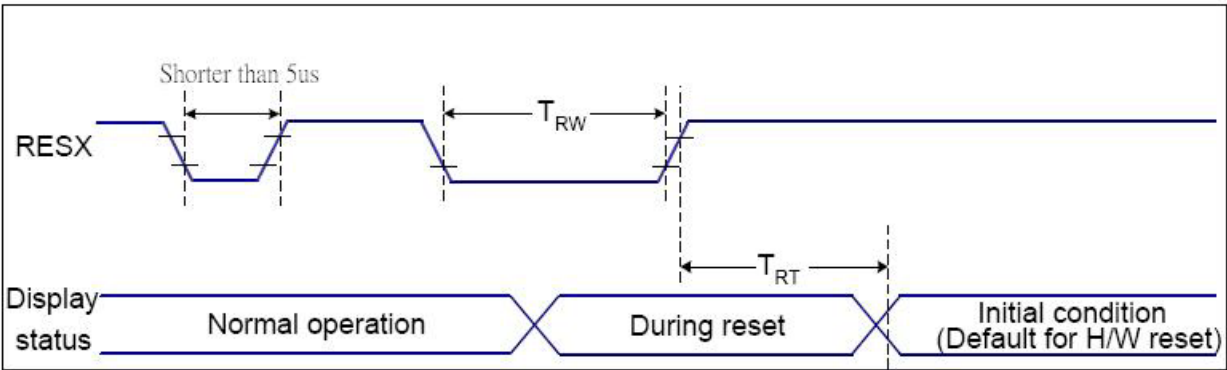 Shorter than 5us
RESX
TRW
TRT
Display
status
Normal operation
During reset
Initial condition
(Default for H/W reset)